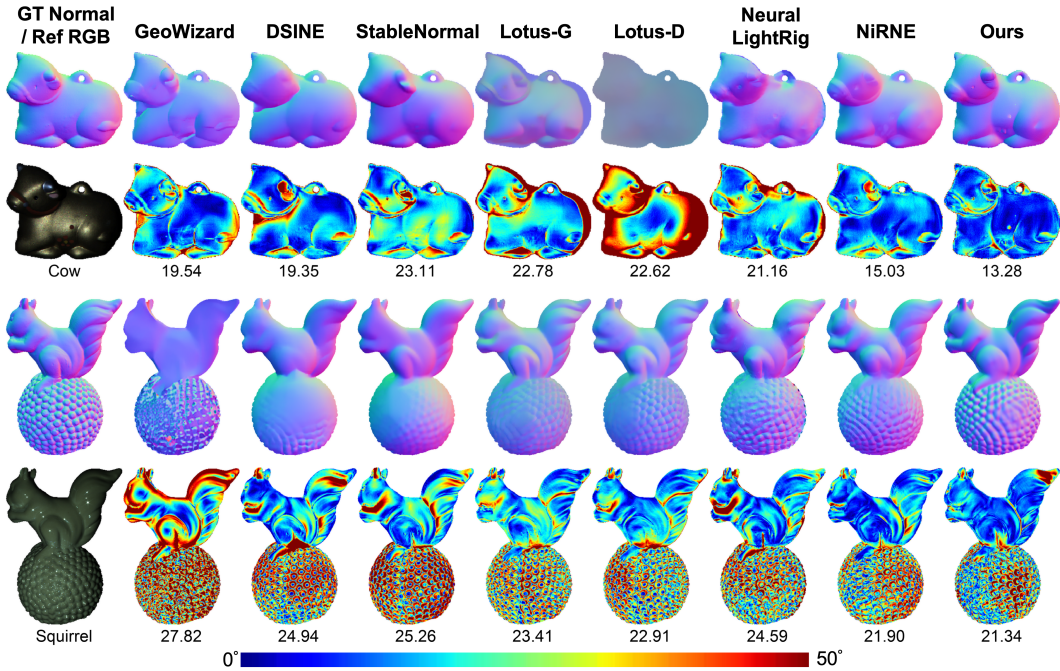 GT Normal / Ref RGB GeoWizard DSINE StableNormal Lotus-G Lotus-D Neural LightRig NiRNE Ours
Cow 19.54 19.35 23.11 22.78 22.62 21.16 15.03 13.28
Squirrel 27.82 24.94 25.26 23.41 22.91 24.59 21.90 21.34
0° 50°